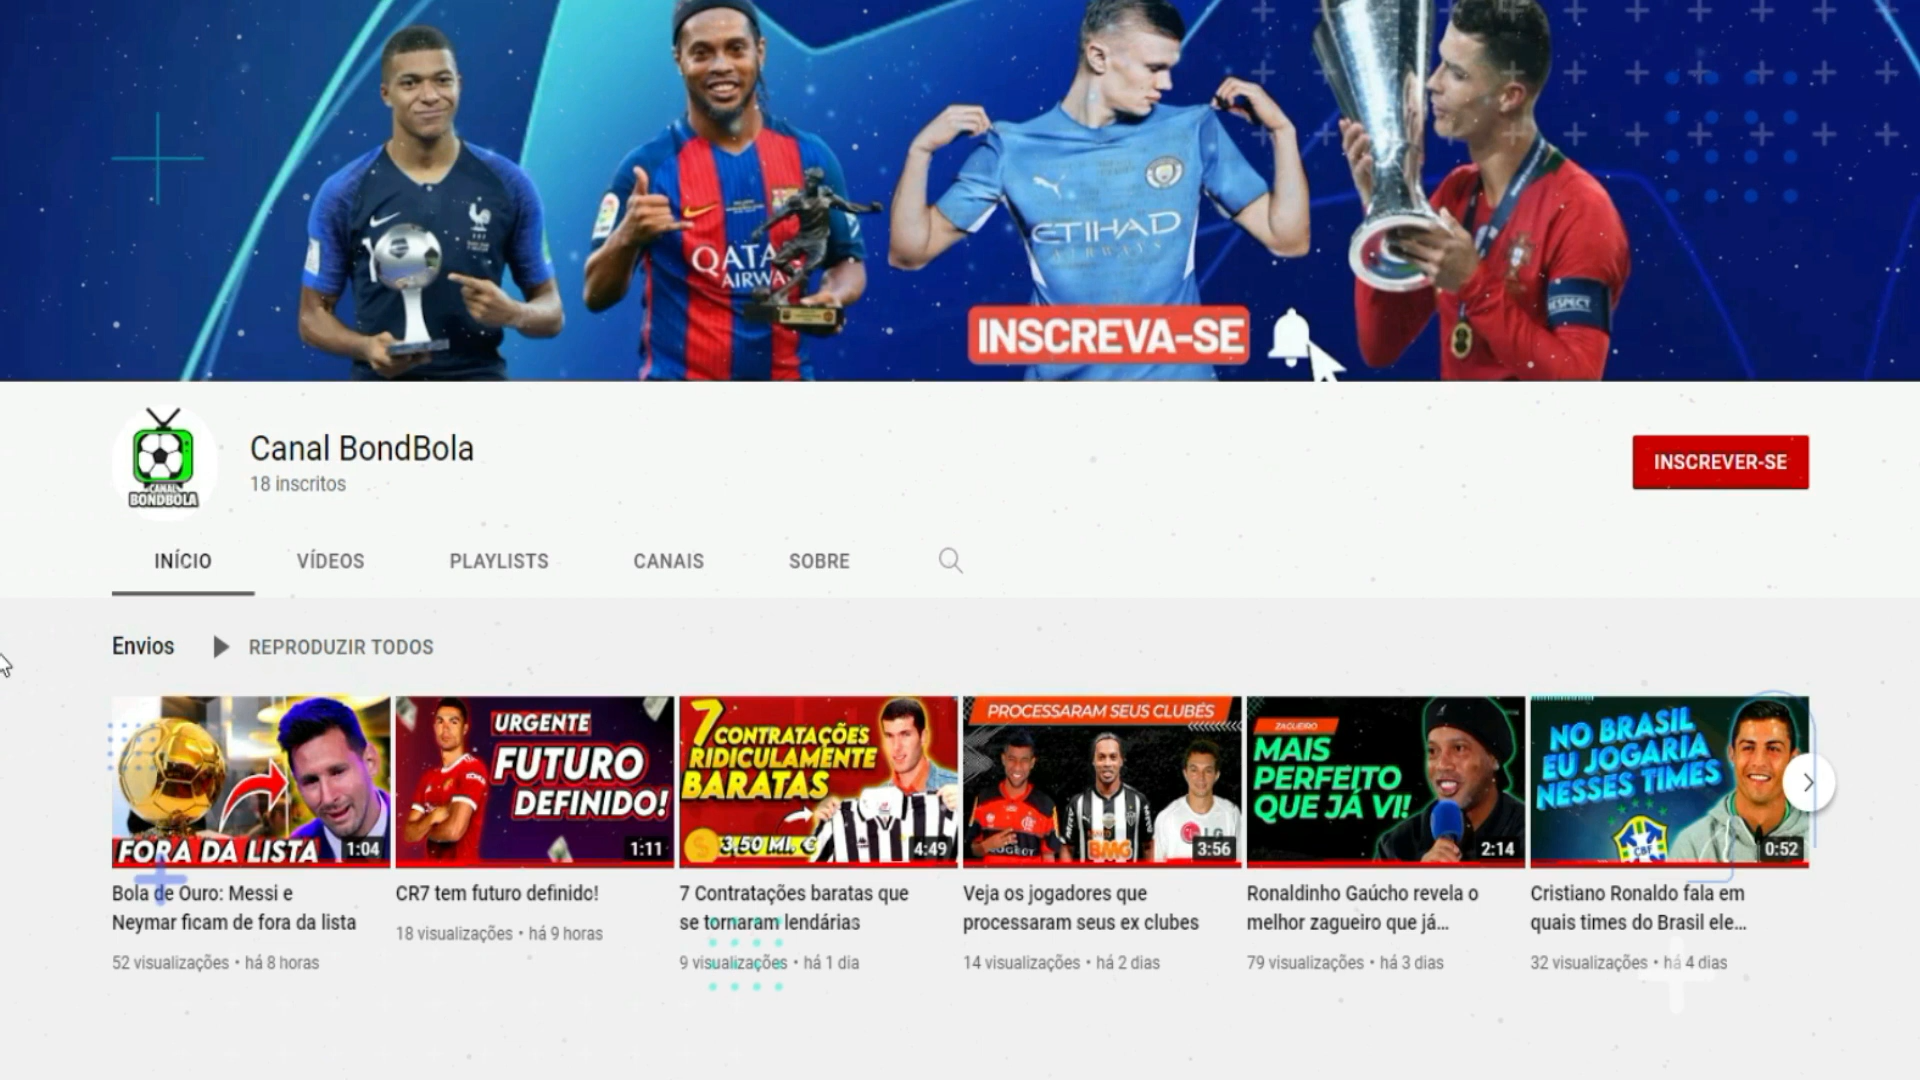 QATAR
AIRWAYS
ETIHAD
AIRWAYS
RESPECT
INSCREVA-SE
CANAL
BONDBOLA
Canal BondBola
18 inscritos
INSCREVER-SE
INÍCIO
VÍDEOS
PLAYLISTS
CANAIS
SOBRE
Envios
REPRODUZIR TODOS
FORA DA LISTA
1:04
URGENTE
FUTURO
DEFINIDO!
1:11
7 CONTRATAÇÕES
RIDICULAMENTE
BARATAS
3,50 MI. €
4:49
PROCESSARAM SEUS CLUBES
BMG
LG
3:56
ZAGUEIRO
MAIS
PERFEITO
QUE JÁ VI!
2:14
NO BRASIL
EU JOGARIA
NESSES TIMES
CBF
0:52
Bola de Ouro: Messi e
Neymar ficam de fora da lista
52 visualizações • há 8 horas
CR7 tem futuro definido!
18 visualizações • há 9 horas
7 Contratações baratas que
se tornaram lendárias
9 visualizações • há 1 dia
Veja os jogadores que
processaram seus ex clubes
14 visualizações • há 2 dias
Ronaldinho Gaúcho revela o
melhor zagueiro que já...
79 visualizações • há 3 dias
Cristiano Ronaldo fala em
quais times do Brasil ele...
32 visualizações • há 4 dias